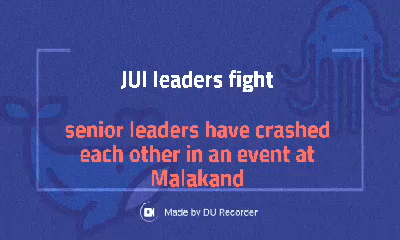 JUI leaders fight
senior leaders have crashed
each other in an event at
Malakand
Made by DU Recorder